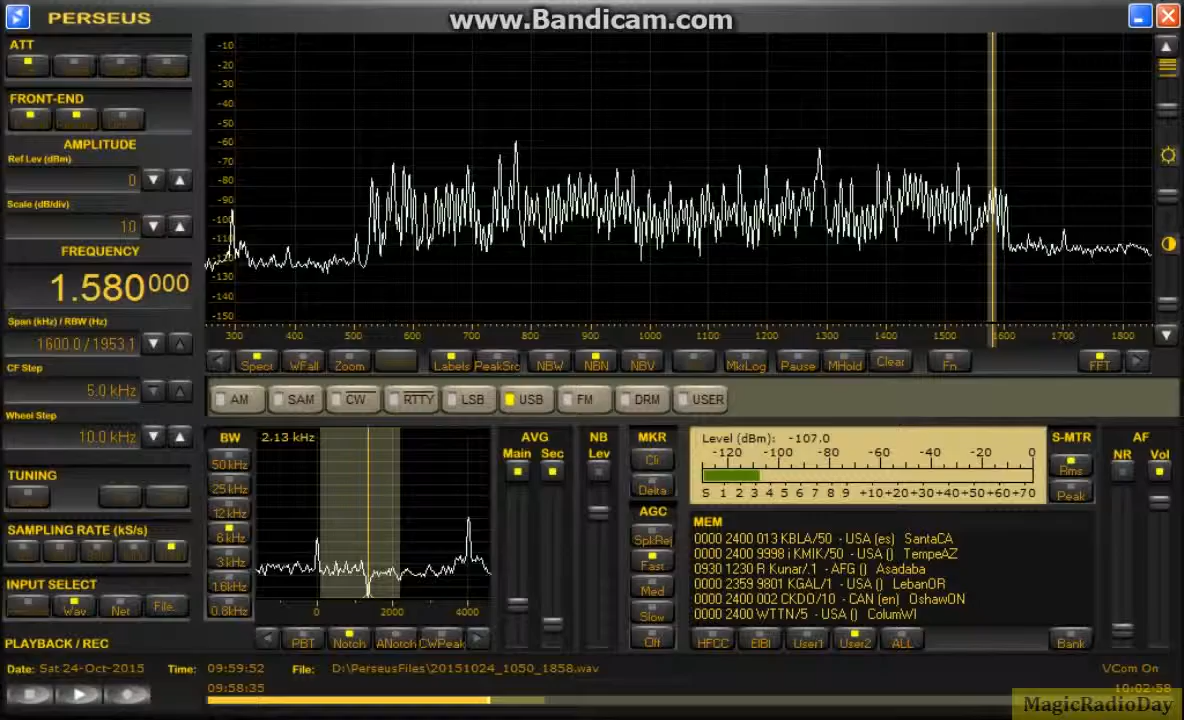 PERSEUS
www.Bandicam.com
ATT
FRONT-END
AMPLITUDE
Ref Lev (dBm)
0
Scale (dB/div)
10
FREQUENCY
1.580000
Span (kHz) / RBW (Hz)
1600.0 / 1953.1
CF Step
5.0 kHz
Wheel Step
10.0 kHz
TUNING
SAMPLING RATE (kS/s)
INPUT SELECT
Wav Net File
PLAYBACK / REC
-10
-20
-30
-40
-50
-60
-70
-80
-90
-100
-110
-120
-130
-140
-150
300 400 500 600 700 800 900 1000 1100 1200 1300 1400 1500 1600 1700 1800
Spect WFall Zoom Labels PeakSrc NBW NBN NBV MkrLog Pause MHold Clear Fn FFT
AM SAM CW RTTY LSB USB FM DRM USER
BW
50kHz
25kHz
12kHz
6 kHz
3 kHz
1.6kHz
0.6kHz
2.13 kHz
0 2000 4000
PBT Notch ANotch CWPeak
AVG
Main Sec
NB
Lev
MKR
Clr
Delta
AGC
SpkRej
Fast
Med
Slow
Off
Level (dBm): -107.0
-120 -100 -80 -60 -40 -20 0
S 1 2 3 4 5 6 7 8 9 +10+20+30+40+50+60+70
S-MTR
Rms
Peak
AF
NR Vol
MEM
0000 2400 013 KBLA/50 - USA (es) SantaCA
0000 2400 9998 i KMIK/50 - USA () TempeAZ
0930 1230 R Kunar/.1 - AFG () Asadaba
0000 2359 9801 KGAL/1 - USA () LebanOR
0000 2400 002 CKDO/10 - CAN (en) OshawON
0000 2400 WTTN/5 - USA () ColumWI
HFCC EIBI User1 User2 ALL Bank
Date: Sat 24-Oct-2015 Time: 09:59:52 File: D:\PerseusFiles\20151024_1050_1858.wav VCom On
09:58:35 10:02:58
MagicRadioDay